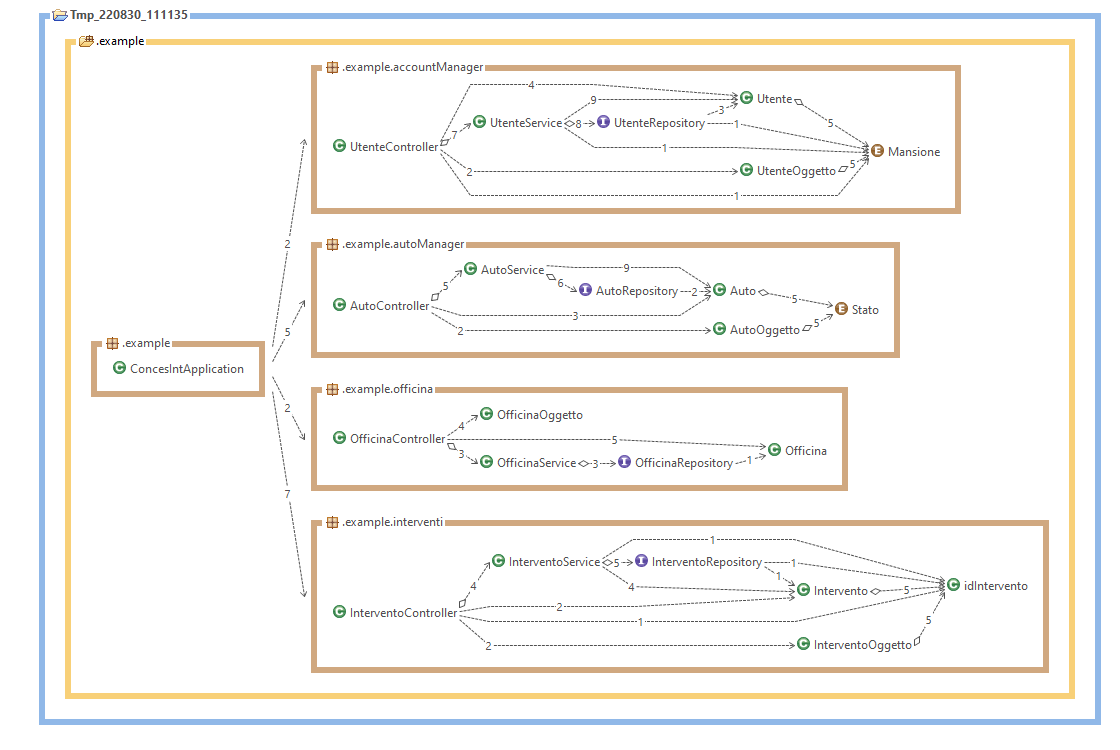 Tmp_220830_111135
.example
.example.accountManager
4
Utente
9
3
UtenteService
8
UtenteRepository
1
5
7
UtenteController
1
Mansione
2
UtenteOggetto
5
1
2
.example.autoManager
AutoService
9
5
6
AutoRepository
2
Auto
5
AutoController
3
Stato
2
AutoOggetto
5
5
.example
ConcesIntApplication
2
.example.officina
OfficinaOggetto
4
OfficinaController
5
Officina
3
OfficinaService
3
OfficinaRepository
1
7
.example.interventi
1
InterventoService
5
InterventoRepository
1
1
4
4
Intervento
5
idIntervento
2
InterventoController
1
5
2
InterventoOggetto